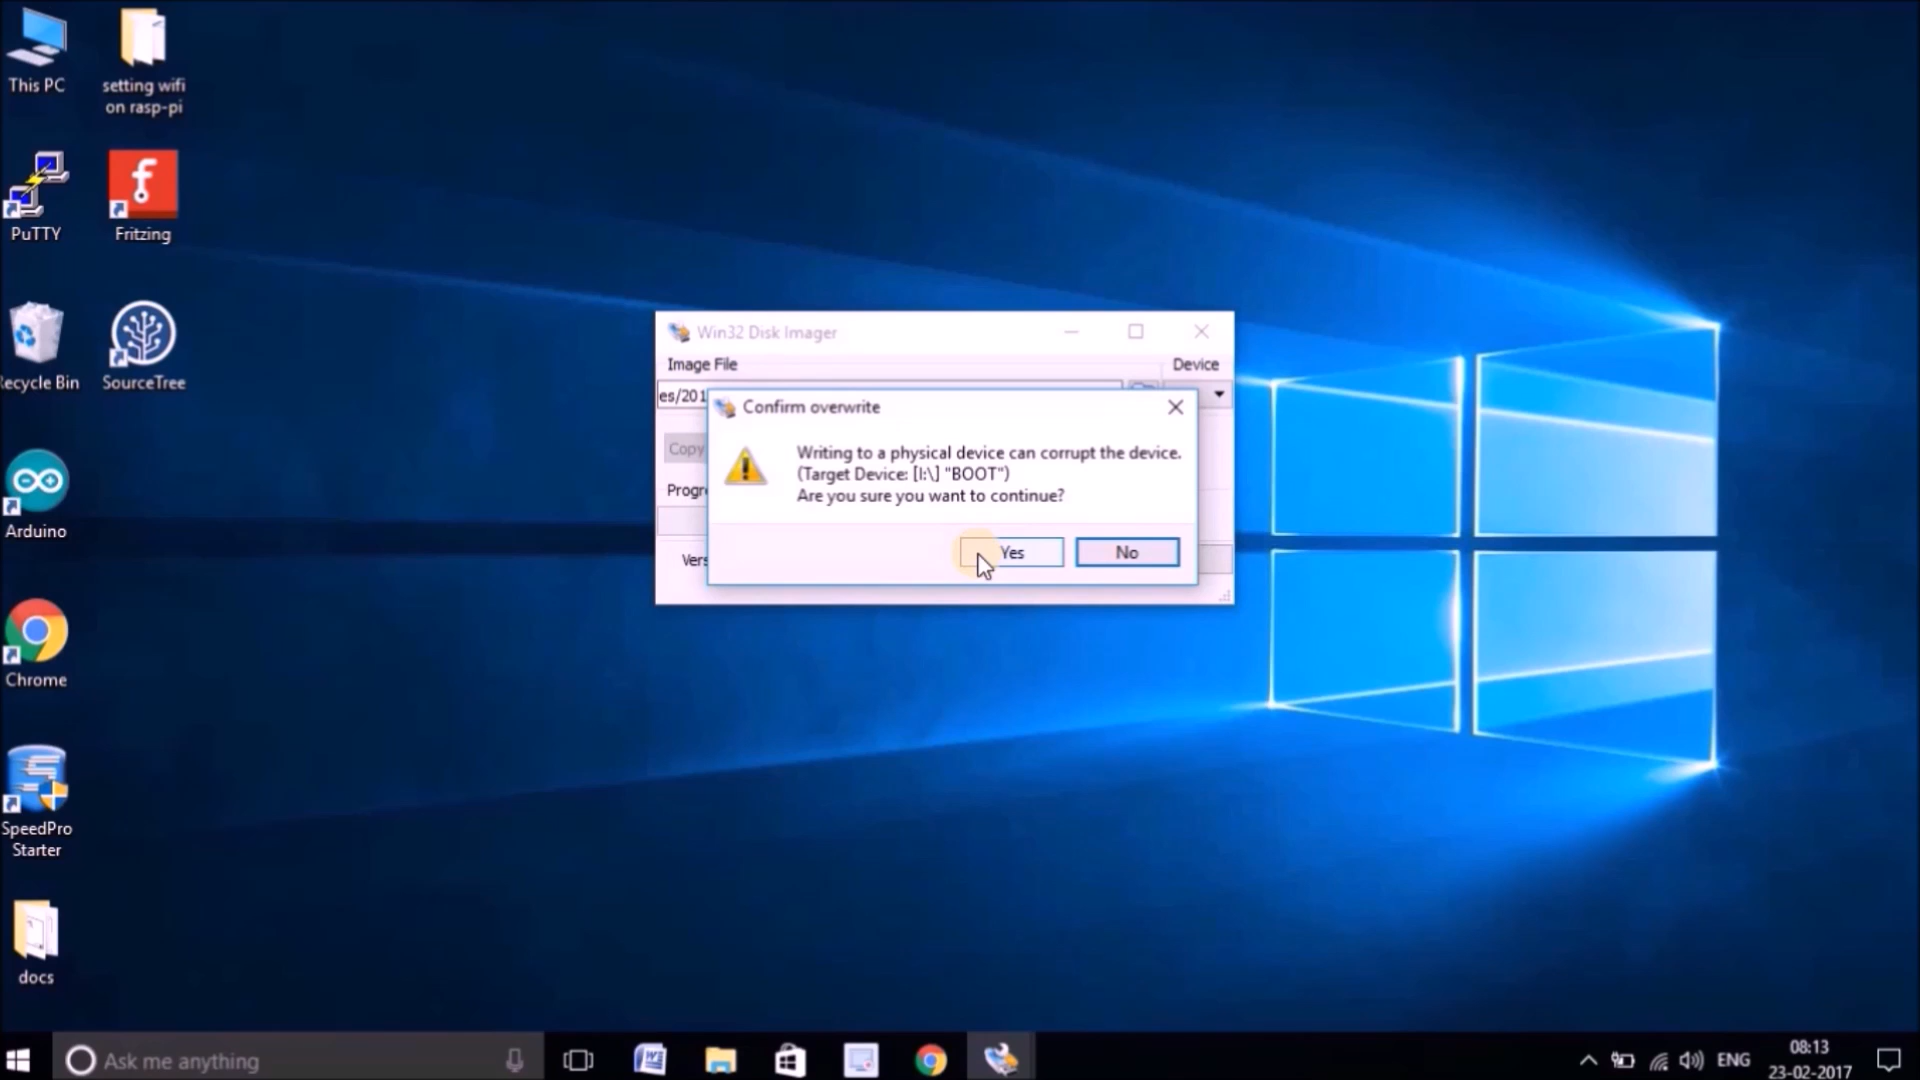 This PC
setting wifi
on rasp-pi
PuTTY
Fritzing
Recycle Bin
SourceTree
Arduino
Chrome
SpeedPro
Starter
docs
Win32 Disk Imager
Image File
Device
es/201
Copy
Progr
Vers
Confirm overwrite
Writing to a physical device can corrupt the device.
(Target Device: [I:\] "BOOT")
Are you sure you want to continue?
Yes
No
Ask me anything
ENG
08:13
23-02-2017